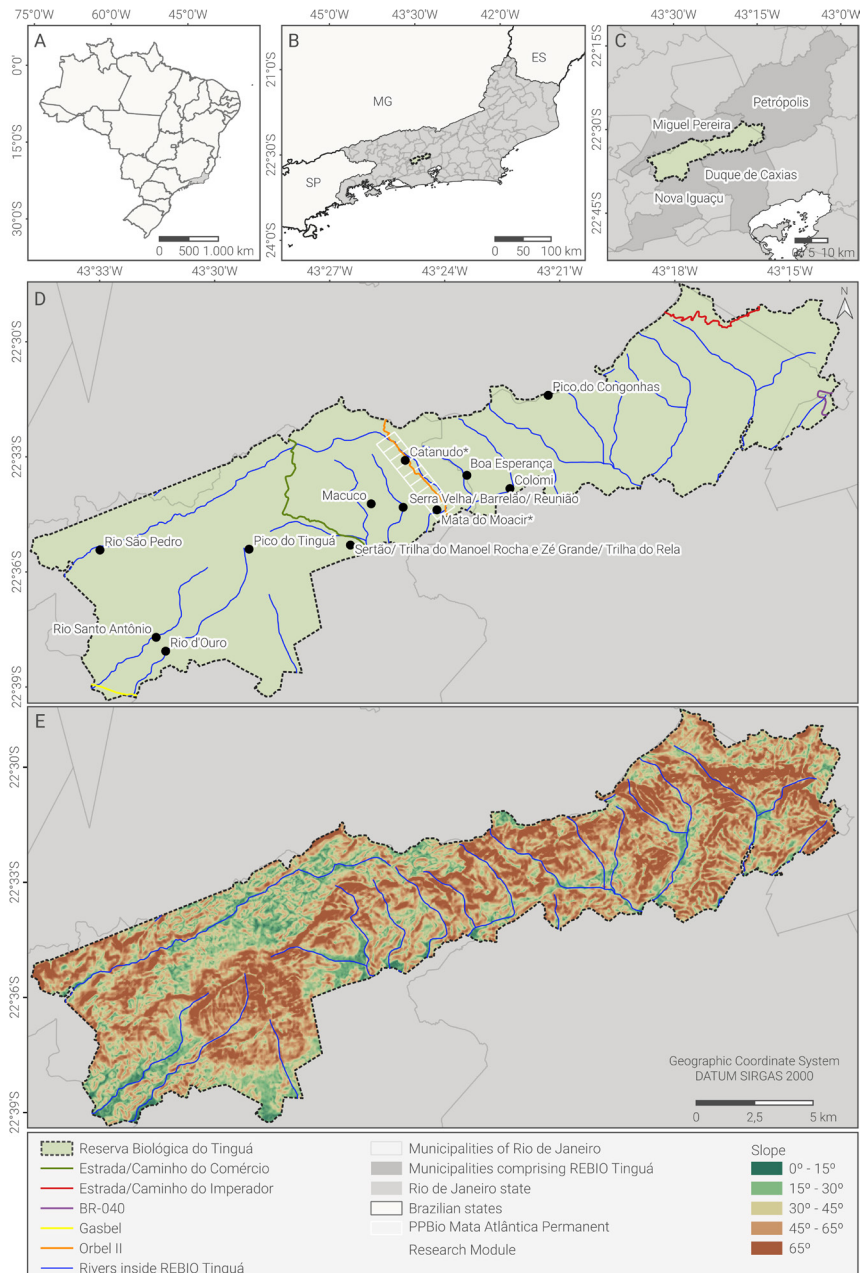 75°0'W 60°0'W 45°0'W
45°0'W 43°30'W 42°0'W
43°30'W 43°15'W 43°0'W
A
0°0'
15°0'S
30°0'S
0 500 1.000 km
B
21°0'S
22°30'S
24°0'S
ES
MG
SP
0 50 100 km
C
22°15'S
22°30'S
22°45'S
Petrópolis
Miguel Pereira
Duque de Caxias
Nova Iguaçu
5 10 km
43°33'W 43°30'W 43°27'W 43°24'W 43°21'W 43°18'W 43°15'W
D
N
22°30'S
22°33'S
22°36'S
22°39'S
Pico do Congonhas
Catanudo*
Boa Esperança
Colomi
Macuco
Serra Velha/ Barrelão/ Reunião
Mata do Moacir*
Rio São Pedro
Pico do Tinguá
Sertão/ Trilha do Manoel Rocha e Zé Grande/ Trilha do Rela
Rio Santo Antônio
Rio d'Ouro
E
22°30'S
22°33'S
22°36'S
22°39'S
Geographic Coordinate System
DATUM SIRGAS 2000
0 2,5 5 km
Reserva Biológica do Tinguá
Estrada/Caminho do Comércio
Estrada/Caminho do Imperador
BR-040
Gasbel
Orbel II
Rivers inside REBIO Tinguá
Municipalities of Rio de Janeiro
Municipalities comprising REBIO Tinguá
Rio de Janeiro state
Brazilian states
PPBio Mata Atlântica Permanent
Research Module
Slope
0º - 15º
15º - 30º
30º - 45º
45º - 65º
65º